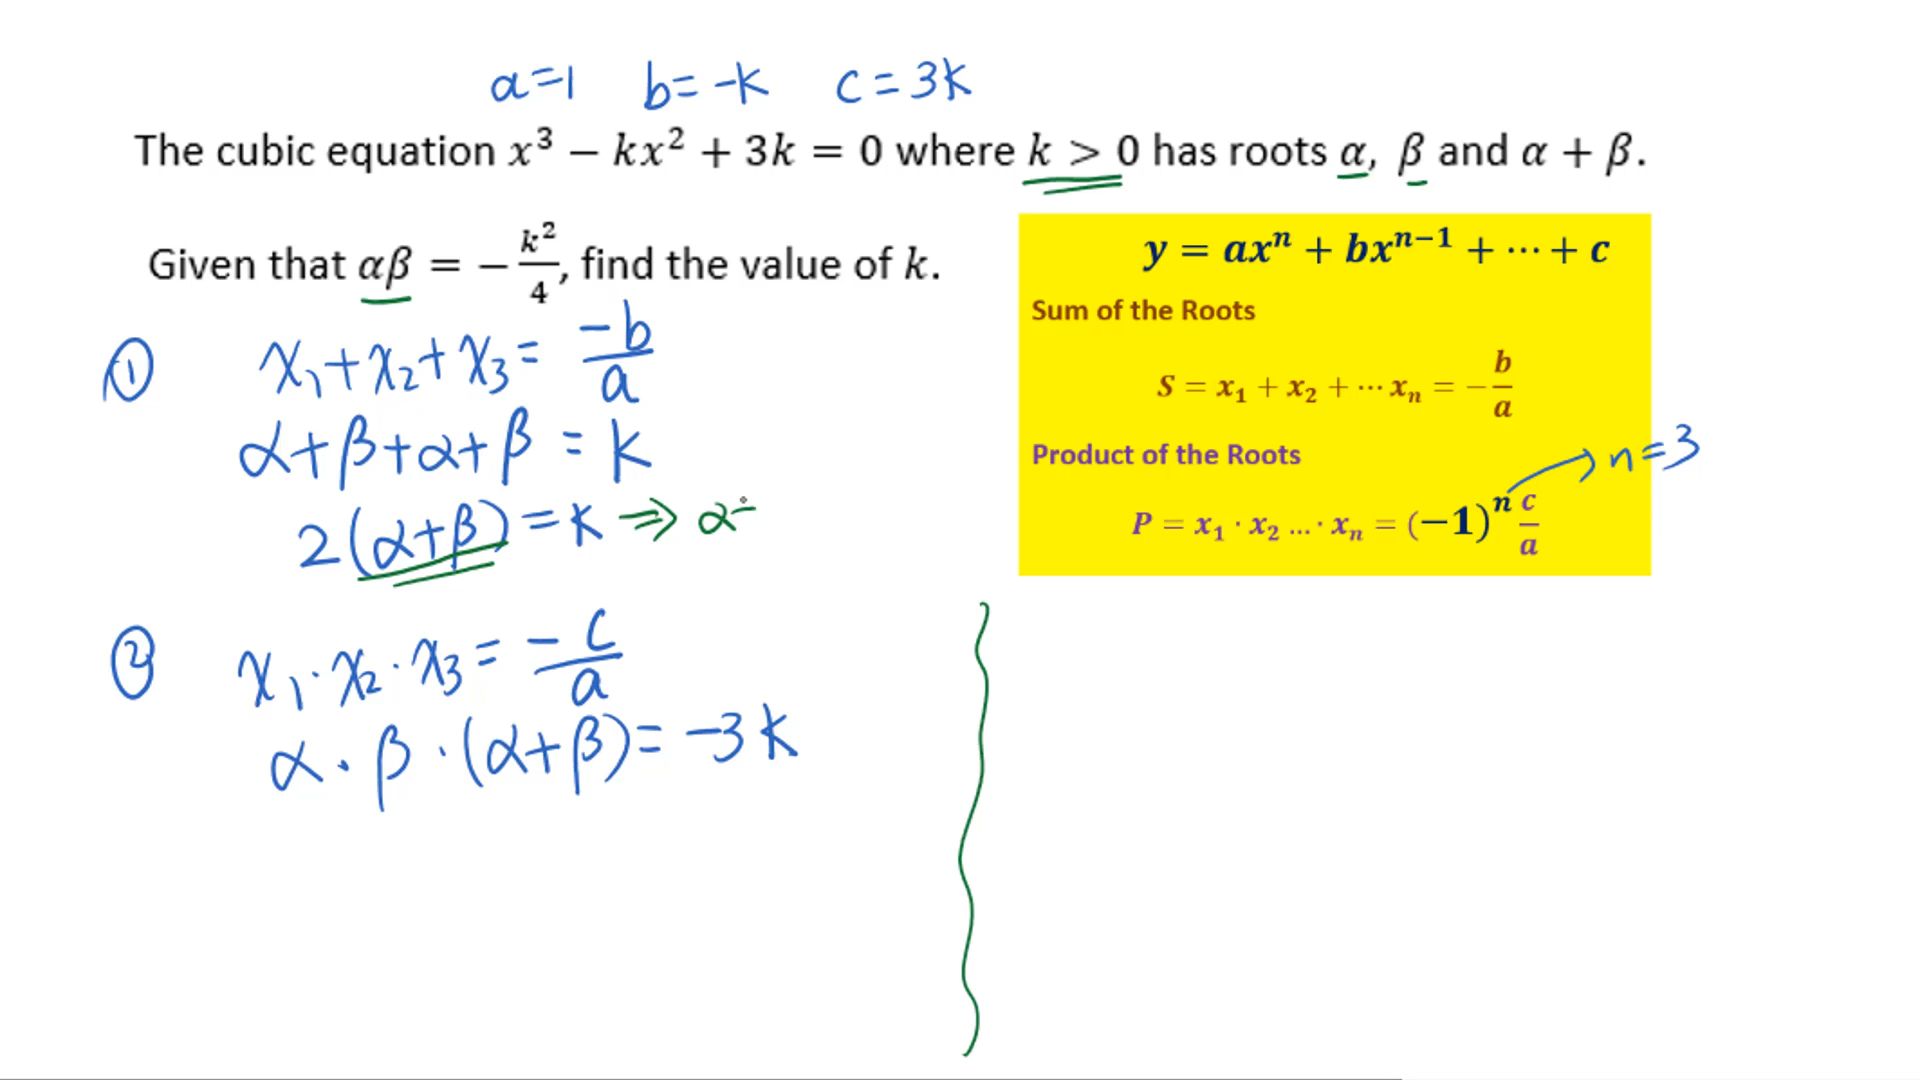 a=1 b=-k c=3k
The cubic equation x³ − kx² + 3k = 0 where k > 0 has roots α, β and α + β.
Given that αβ = −k²/4, find the value of k.
① x₁+x₂+x₃= -b/a
α+β+α+β = k
2(α+β)=k ⇒ α+
② x₁·x₂·x₃= -c/a
α·β·(α+β)= -3k
y = axⁿ + bxⁿ⁻¹ + ⋯ + c
Sum of the Roots
S = x₁ + x₂ + ⋯ xₙ = −b/a
Product of the Roots
→ n=3
P = x₁ · x₂ … · xₙ = (−1)ⁿ c/a